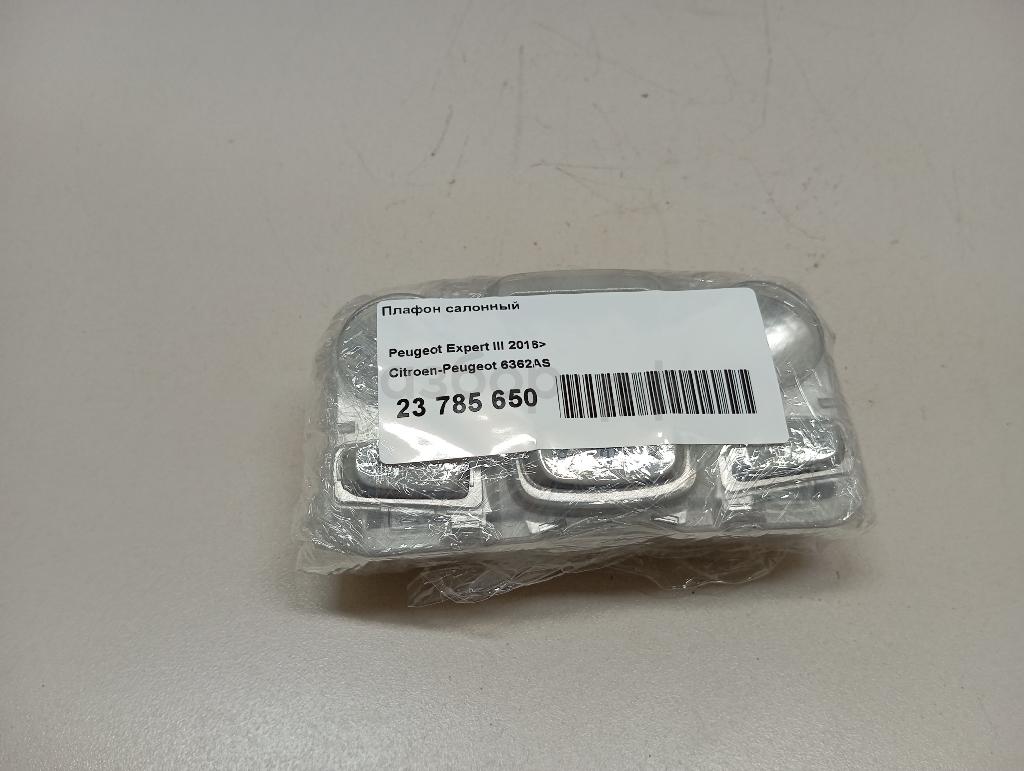 Плафон салонный
Peugeot Expert III 2016>
Citroen-Peugeot 6362AS
23 785 650